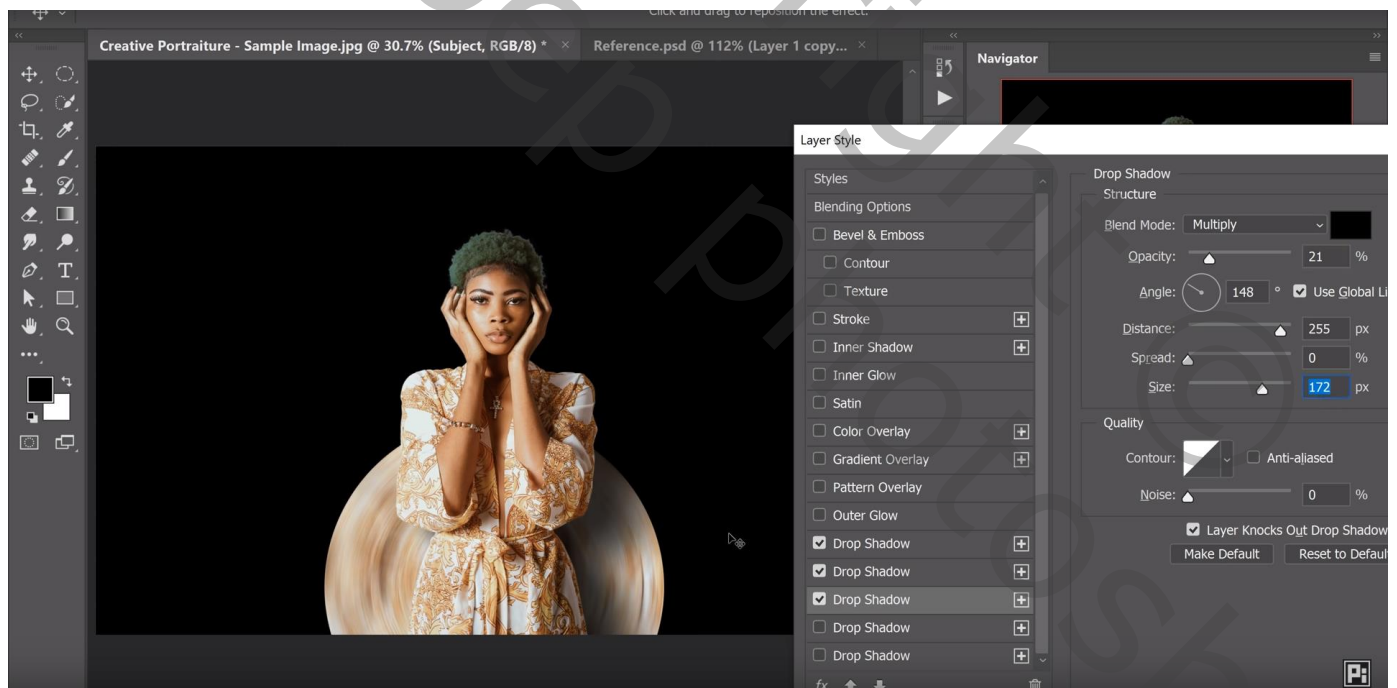 Click and drag to reposition the effect.
Creative Portraiture - Sample Image.jpg @ 30.7% (Subject, RGB/8) * ×
Reference.psd @ 112% (Layer 1 copy... ×
Navigator
Layer Style
Styles
Blending Options
Bevel & Emboss
Contour
Texture
Stroke
Inner Shadow
Inner Glow
Satin
Color Overlay
Gradient Overlay
Pattern Overlay
Outer Glow
Drop Shadow
Drop Shadow
Drop Shadow
Drop Shadow
Drop Shadow
fx
Drop Shadow
Structure
Blend Mode: Multiply
Opacity: 21 %
Angle: 148 ° Use Global Li
Distance: 255 px
Spread: 0 %
Size: 172 px
Quality
Contour: Anti-aliased
Noise: 0 %
Layer Knocks Out Drop Shadow
Make Default Reset to Defaul